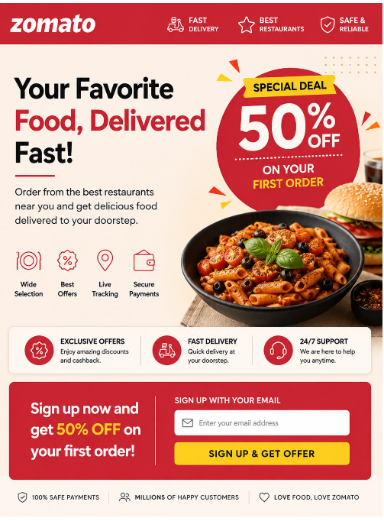 zomato
FAST
DELIVERY
BEST
RESTAURANTS
SAFE &
RELIABLE
Your Favorite
Food, Delivered
Fast!
Order from the best restaurants
near you and get delicious food
delivered to your doorstep.
Wide
Selection
Best
Offers
Live
Tracking
Secure
Payments
SPECIAL DEAL
50%
OFF
ON YOUR
FIRST ORDER
EXCLUSIVE OFFERS
Enjoy amazing discounts
and cashback.
FAST DELIVERY
Quick delivery at
your doorstep.
24/7 SUPPORT
We are here to help
you anytime.
Sign up now and
get 50% OFF on
your first order!
SIGN UP WITH YOUR EMAIL
Enter your email address
SIGN UP & GET OFFER
100% SAFE PAYMENTS
MILLIONS OF HAPPY CUSTOMERS
LOVE FOOD, LOVE ZOMATO